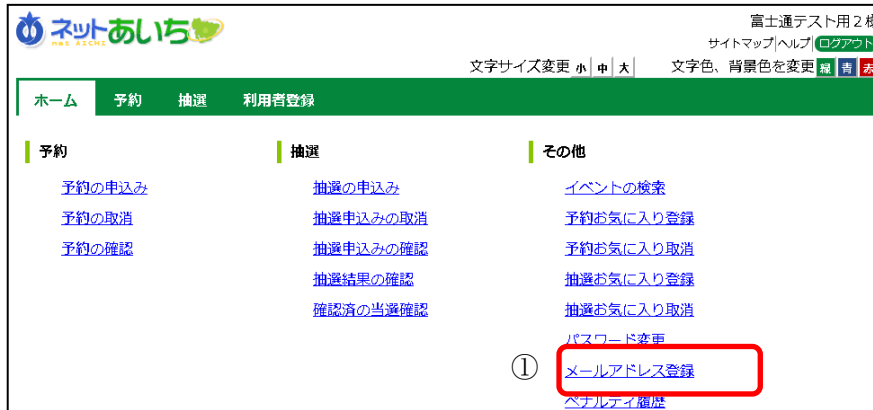 ネットあいち
net AICHI
富士通テスト用2様
サイトマップ|ヘルプ|ログアウト
文字サイズ変更 小 中 大 文字色、背景色を変更 緑 青 赤
ホーム 予約 抽選 利用者登録
予約
予約の申込み
予約の取消
予約の確認
抽選
抽選の申込み
抽選申込みの取消
抽選申込みの確認
抽選結果の確認
確認済の当選確認
その他
イベントの検索
予約お気に入り登録
予約お気に入り取消
抽選お気に入り登録
抽選お気に入り取消
パスワード変更
① メールアドレス登録
ペナルティ履歴